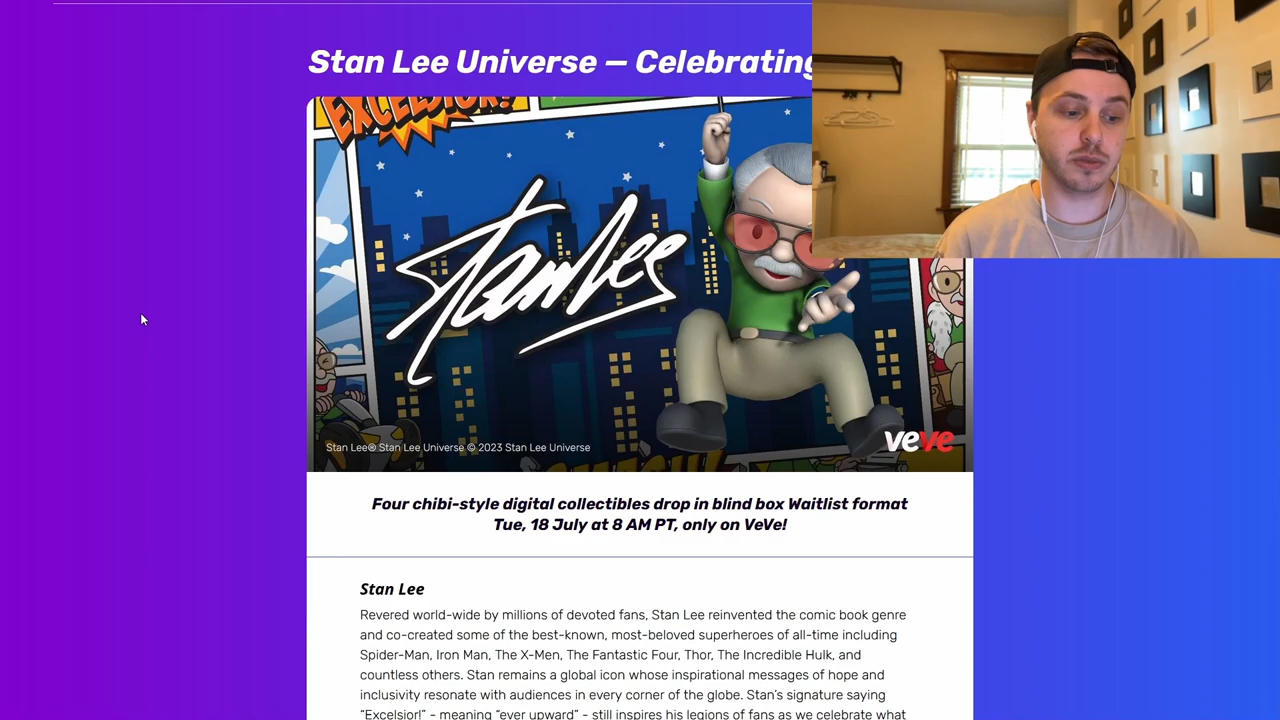 Stan Lee Universe — Celebrating
EXCELSIOR!
Stan Lee
Stan Lee® Stan Lee Universe © 2023 Stan Lee Universe
veve
Four chibi-style digital collectibles drop in blind box Waitlist format
Tue, 18 July at 8 AM PT, only on VeVe!
Stan Lee
Revered world-wide by millions of devoted fans, Stan Lee reinvented the comic book genre
and co-created some of the best-known, most-beloved superheroes of all-time including
Spider-Man, Iron Man, The X-Men, The Fantastic Four, Thor, The Incredible Hulk, and
countless others. Stan remains a global icon whose inspirational messages of hope and
inclusivity resonate with audiences in every corner of the globe. Stan's signature saying
“Excelsior!” - meaning “ever upward” - still inspires his legions of fans as we celebrate what